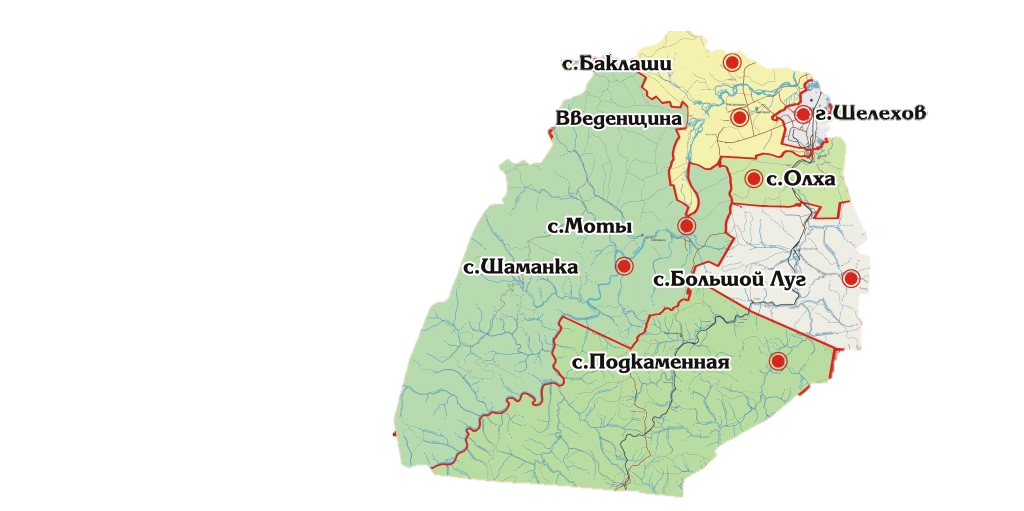 с.Баклаши
Введенщина
г.Шелехов
с.Олха
с.Моты
с.Шаманка
с.Большой Луг
с.Подкаменная